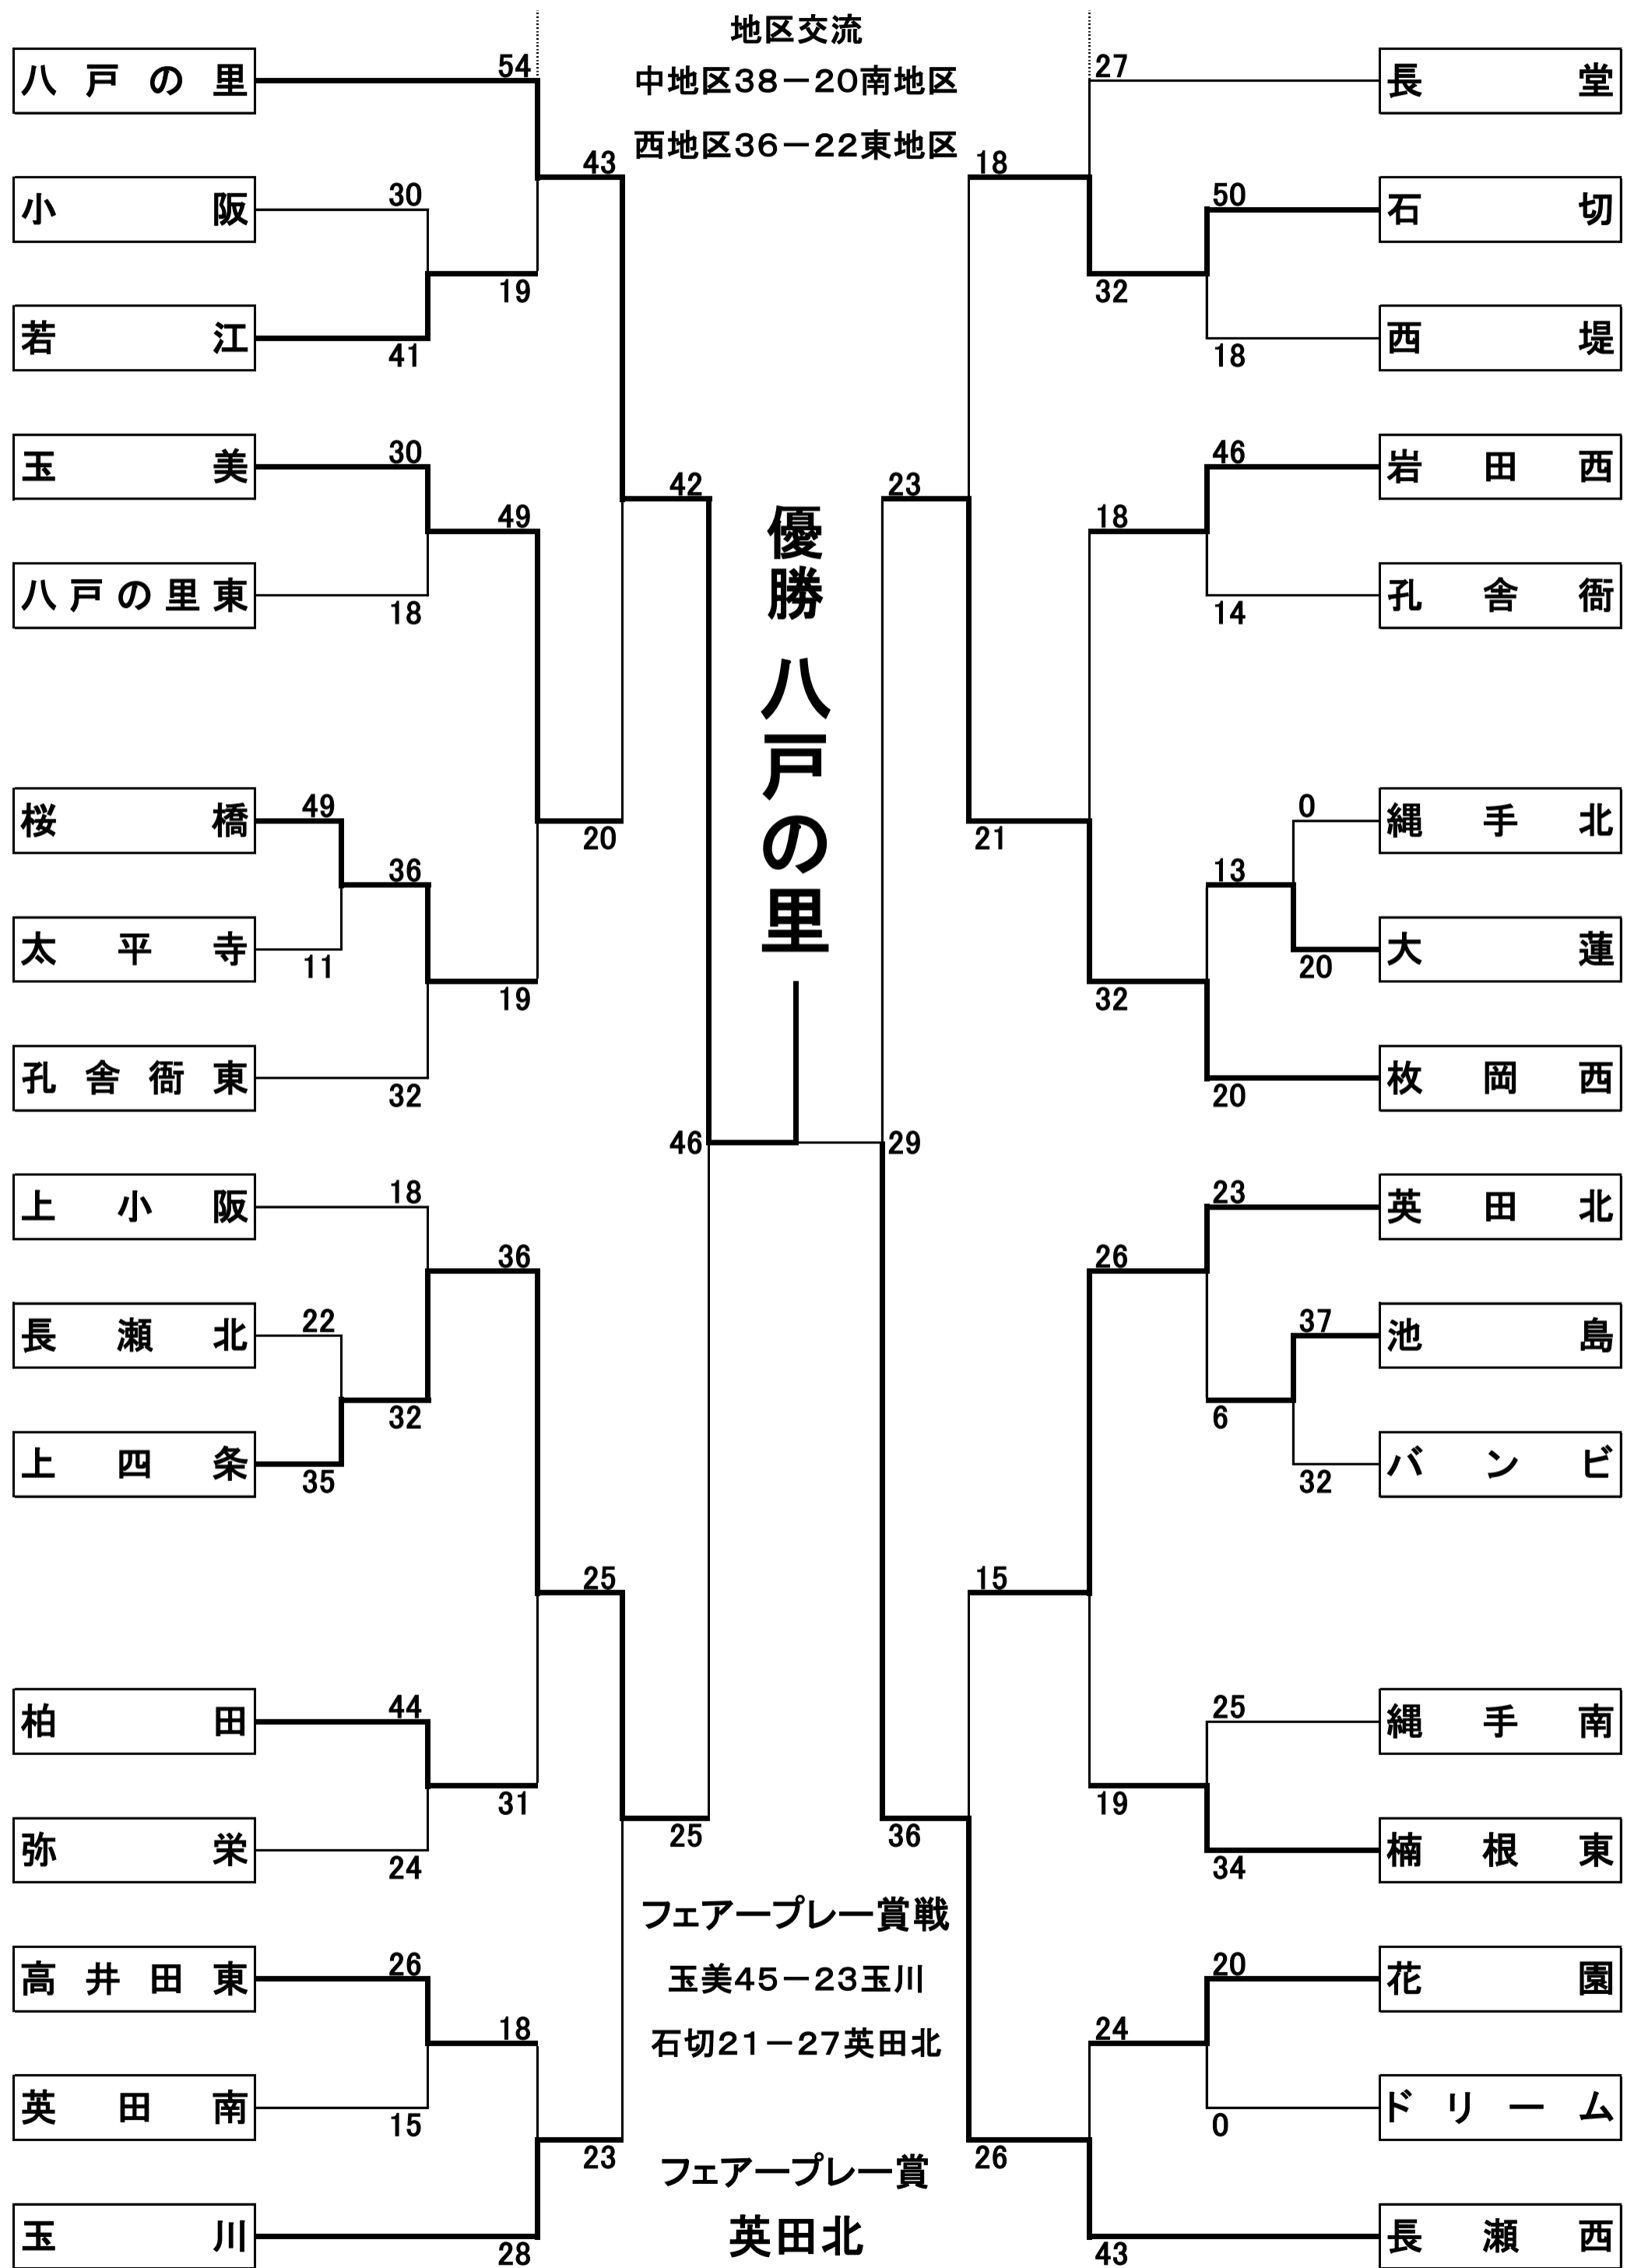 地区交流
中地区38－20南地区
西地区36－22東地区
八戸の里
54
43
小阪
30
19
若江
41
玉美
30
49
42
八戸の里東
18
20
桜橋
49
36
太平寺
11
19
孔舎衙東
32
46
上小阪
18
36
長瀬北
22
32
上四条
35
25
柏田
44
31
弥栄
24
25
高井田東
26
18
英田南
15
23
玉川
28
優勝 八戸の里
27
長堂
18
50
石切
32
18
西堤
23
46
岩田西
18
14
孔舎衙
21
0
縄手北
13
20
大蓮
32
20
枚岡西
29
23
英田北
26
37
池島
6
32
バンビ
15
25
縄手南
19
34
楠根東
36
20
花園
24
0
ドリーム
26
43
長瀬西
フェアープレー賞戦
玉美45－23玉川
石切21－27英田北
フェアープレー賞
英田北